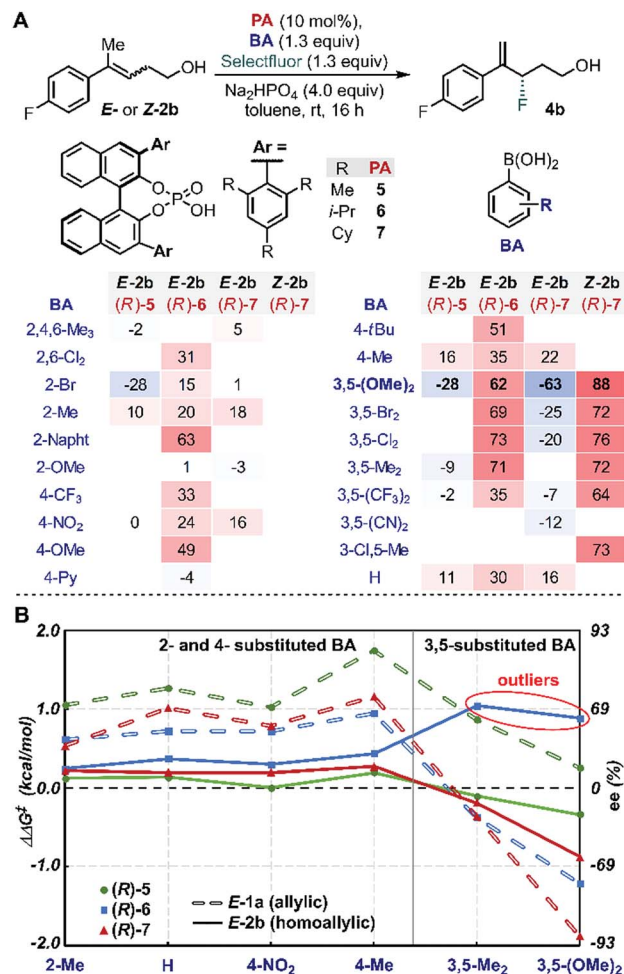 A
PA (10 mol%),
BA (1.3 equiv)
Selectfluor (1.3 equiv)
Na2HPO4 (4.0 equiv)
toluene, rt, 16 h
Me
OH
F
E- or Z-2b
OH
F
F
4b
Ar
O
O
P
O
OH
Ar
Ar =
R
R
R
R PA
Me 5
i-Pr 6
Cy 7
B(OH)2
R
BA
E-2b E-2b E-2b Z-2b
BA (R)-5 (R)-6 (R)-7 (R)-7
2,4,6-Me3 -2 5
2,6-Cl2 31
2-Br -28 15 1
2-Me 10 20 18
2-Napht 63
2-OMe 1 -3
4-CF3 33
4-NO2 0 24 16
4-OMe 49
4-Py -4
E-2b E-2b E-2b Z-2b
BA (R)-5 (R)-6 (R)-7 (R)-7
4-tBu 51
4-Me 16 35 22
3,5-(OMe)2 -28 62 -63 88
3,5-Br2 69 -25 72
3,5-Cl2 73 -20 76
3,5-Me2 -9 71 72
3,5-(CF3)2 -2 35 -7 64
3,5-(CN)2 -12
3-Cl,5-Me 73
H 11 30 16
B
2- and 4- substituted BA
3,5-substituted BA
outliers
ΔΔG‡ (kcal/mol)
2.0
1.0
0.0
-1.0
-2.0
ee (%)
93
69
0
-69
-93
(R)-5
(R)-6
(R)-7
E-1a (allylic)
E-2b (homoallylic)
2-Me H 4-NO2 4-Me 3,5-Me2 3,5-(OMe)2